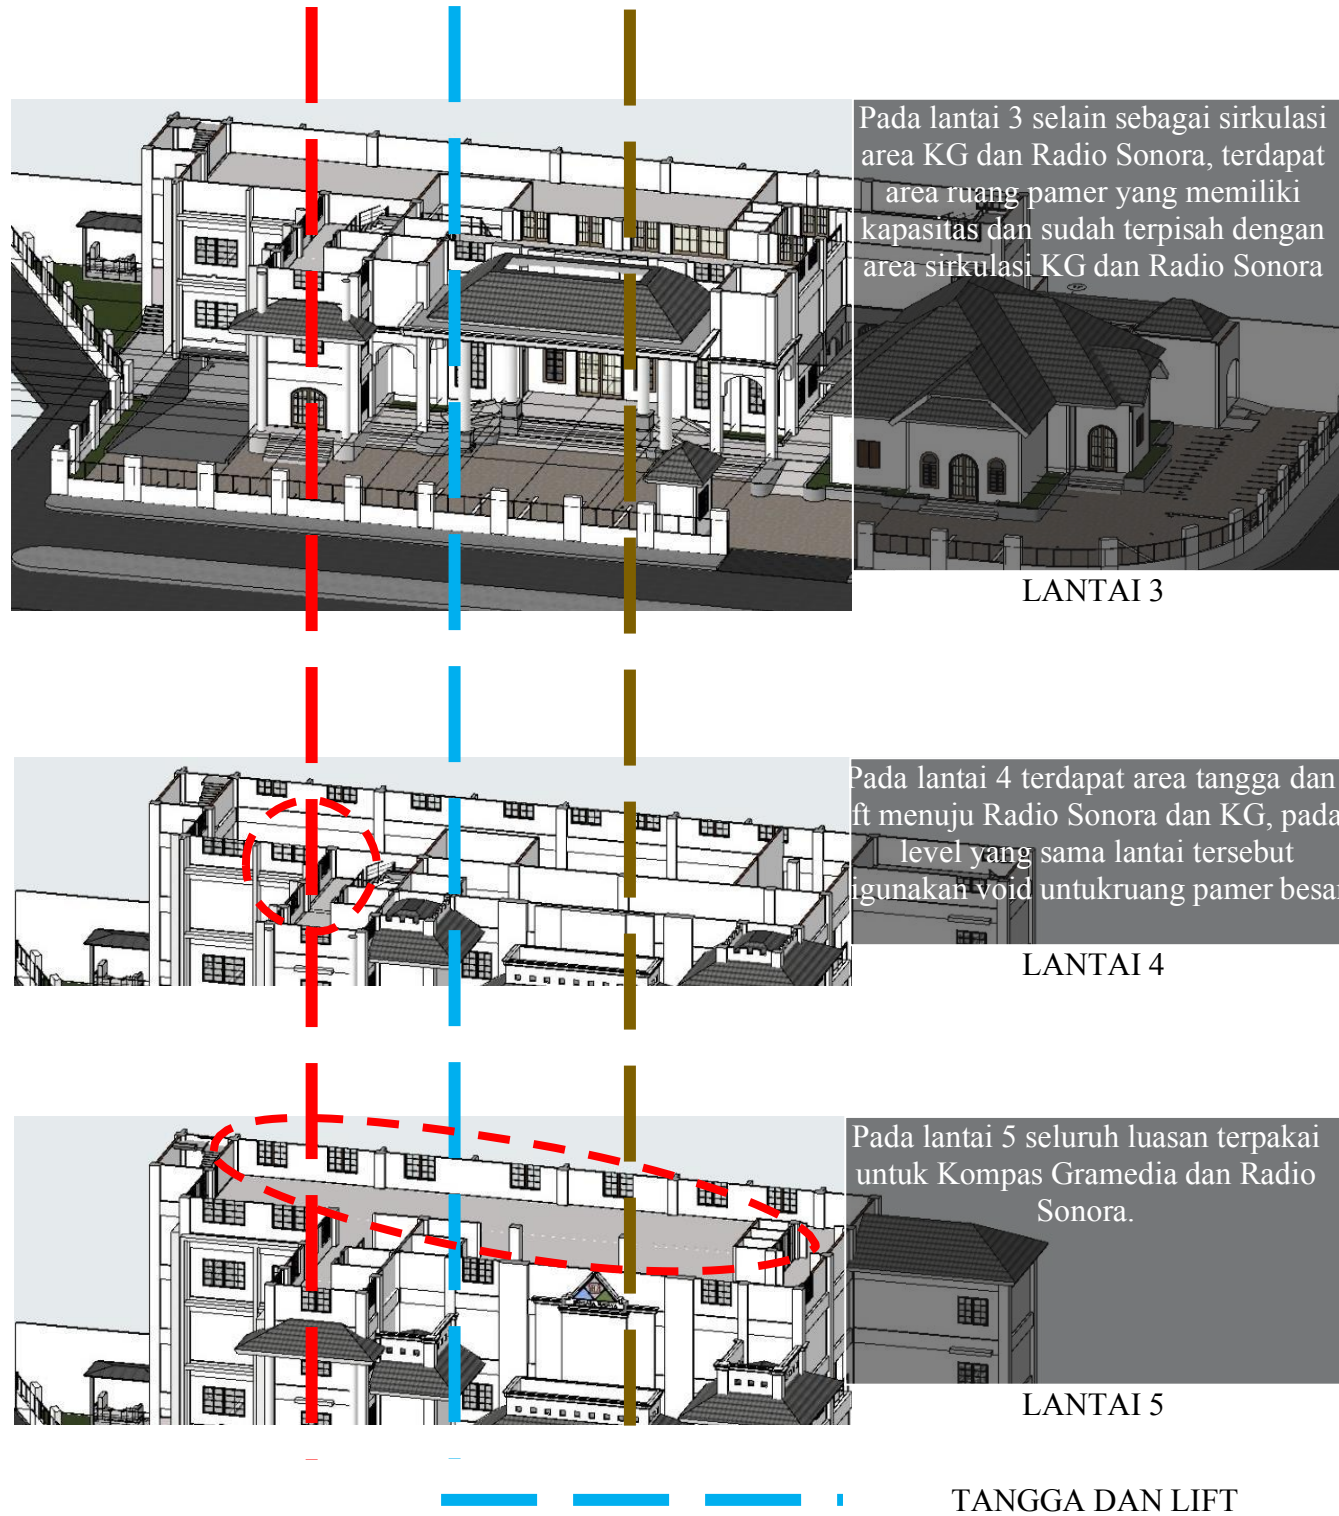 Pada lantai 3 selain sebagai sirkulasi
area KG dan Radio Sonora, terdapat
area ruang pamer yang memiliki
kapasitas dan sudah terpisah dengan
area sirkulasi KG dan Radio Sonora
LANTAI 3
Pada lantai 4 terdapat area tangga dan
ft menuju Radio Sonora dan KG, pada
level yang sama lantai tersebut
igunakan void untukruang pamer besar
LANTAI 4
Pada lantai 5 seluruh luasan terpakai
untuk Kompas Gramedia dan Radio
Sonora.
LANTAI 5
TANGGA DAN LIFT